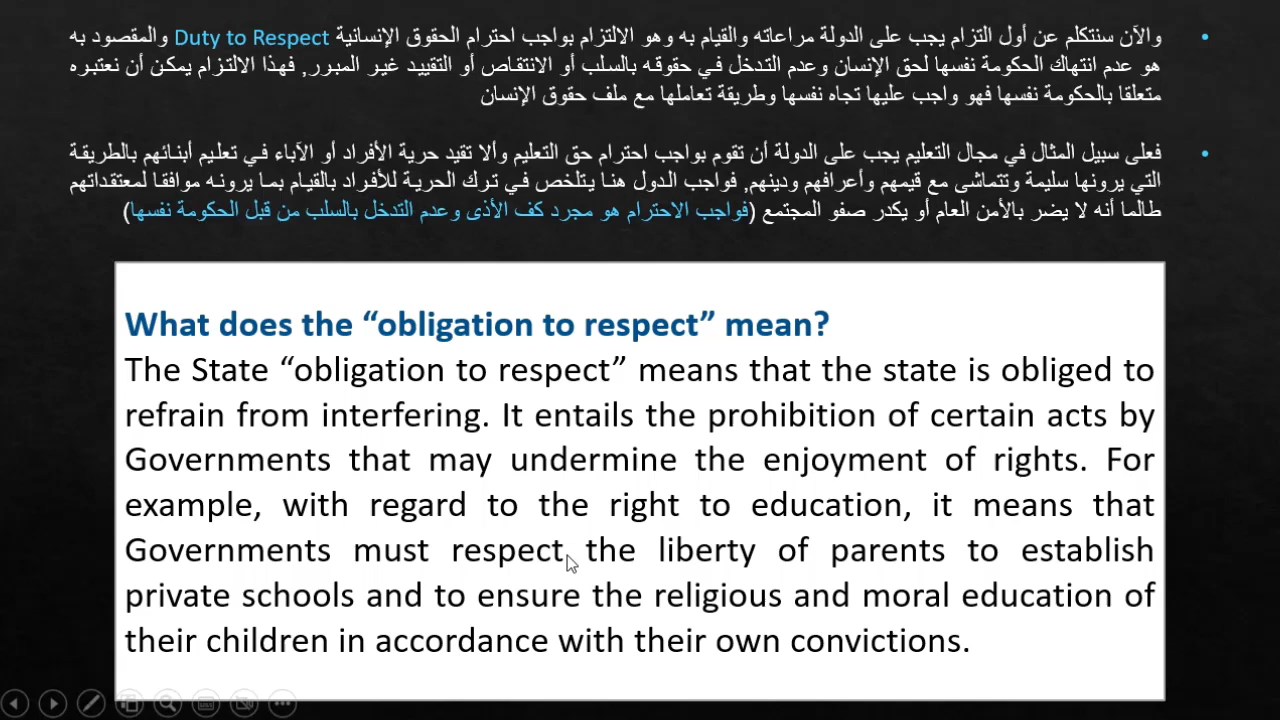 والآن سنتكلم عن أول التزام يجب على الدولة مراعاته والقيام به وهو الالتزام بواجب احترام الحقوق الإنسانية Duty to Respect والمقصود به
هو عدم انتهاك الحكومة نفسها لحق الإنسان وعدم التدخل في حقوقه بالسلب أو الانتقاص أو التقييد غير المبرر, فهذا الالتزام يمكن أن نعتبره
متعلقا بالحكومة نفسها فهو واجب عليها تجاه نفسها وطريقة تعاملها مع ملف حقوق الإنسان
فعلى سبيل المثال في مجال التعليم يجب على الدولة أن تقوم بواجب احترام حق التعليم وألا تقيد حرية الأفراد أو الآباء في تعليم أبنائهم بالطريقة
التي يرونها سليمة وتتماشى مع قيمهم وأعرافهم ودينهم, فواجب الدول هنا يتلخص في ترك الحرية للأفراد بالقيام بما يرونه موافقا لمعتقداتهم
طالما أنه لا يضر بالأمن العام أو يكدر صفو المجتمع (فواجب الاحترام هو مجرد كف الأذى وعدم التدخل بالسلب من قبل الحكومة نفسها)
What does the “obligation to respect” mean?
The State “obligation to respect” means that the state is obliged to
refrain from interfering. It entails the prohibition of certain acts by
Governments that may undermine the enjoyment of rights. For
example, with regard to the right to education, it means that
Governments must respect the liberty of parents to establish
private schools and to ensure the religious and moral education of
their children in accordance with their own convictions.